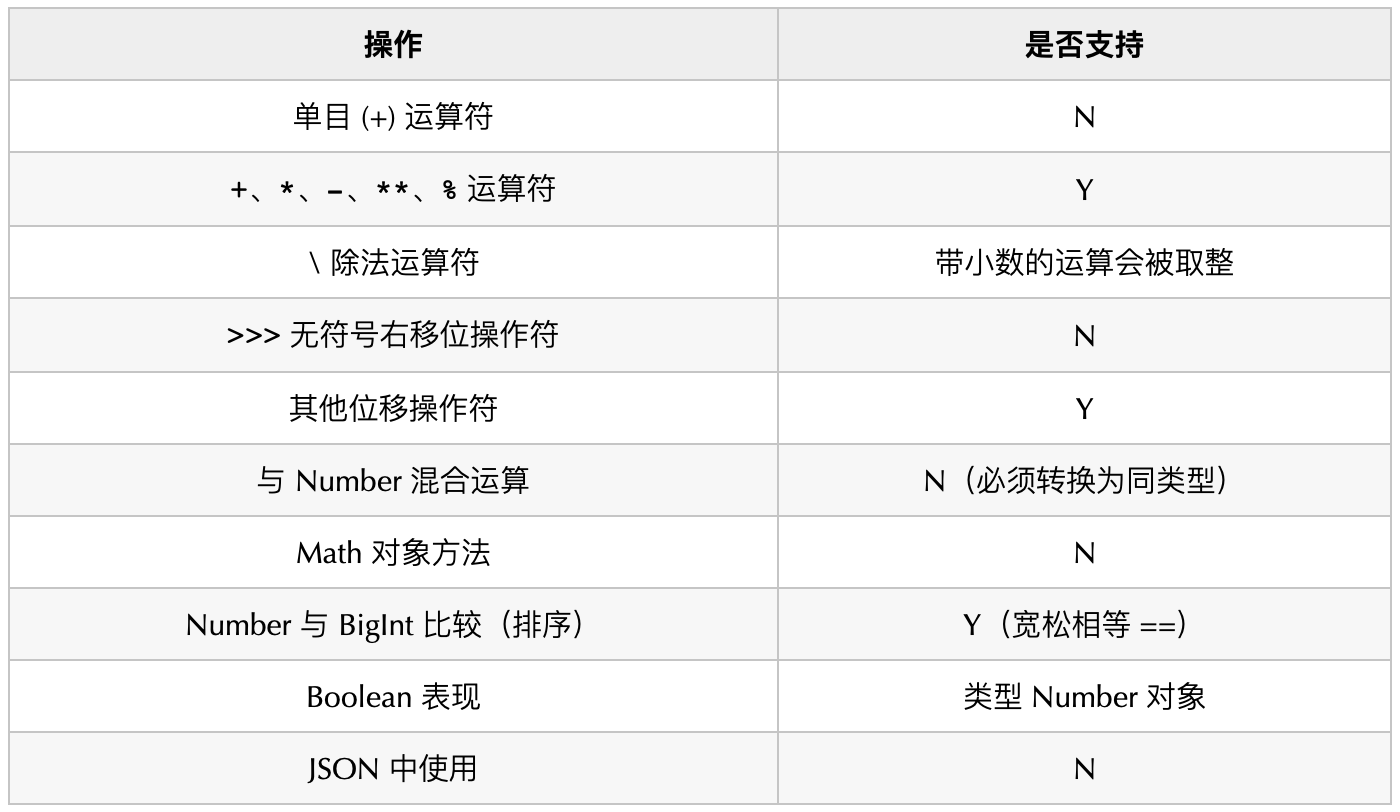 操作 是否支持
单目 (+) 运算符 N
+、*、-、**、% 运算符 Y
\ 除法运算符 带小数的运算会被取整
>>> 无符号右移位操作符 N
其他位移操作符 Y
与 Number 混合运算 N（必须转换为同类型）
Math 对象方法 N
Number 与 BigInt 比较（排序） Y（宽松相等 ==）
Boolean 表现 类型 Number 对象
JSON 中使用 N